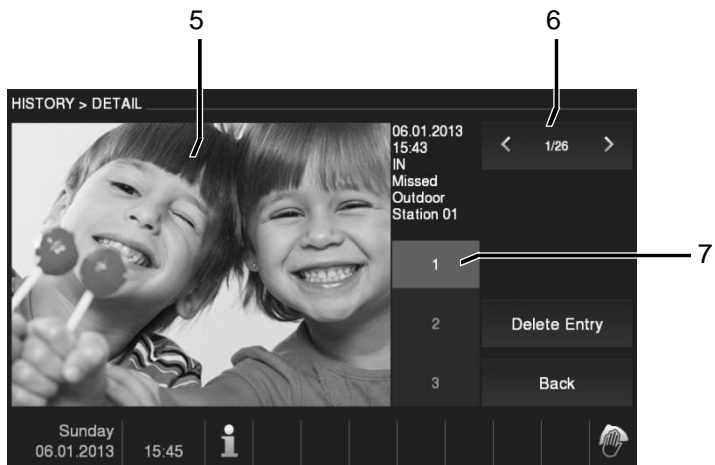 5
6
HISTORY > DETAIL
06.01.2013
15:43
IN
Missed
Outdoor
Station 01
< 1/26 >
1
7
2
Delete Entry
3
Back
Sunday
06.01.2013
15:45
i